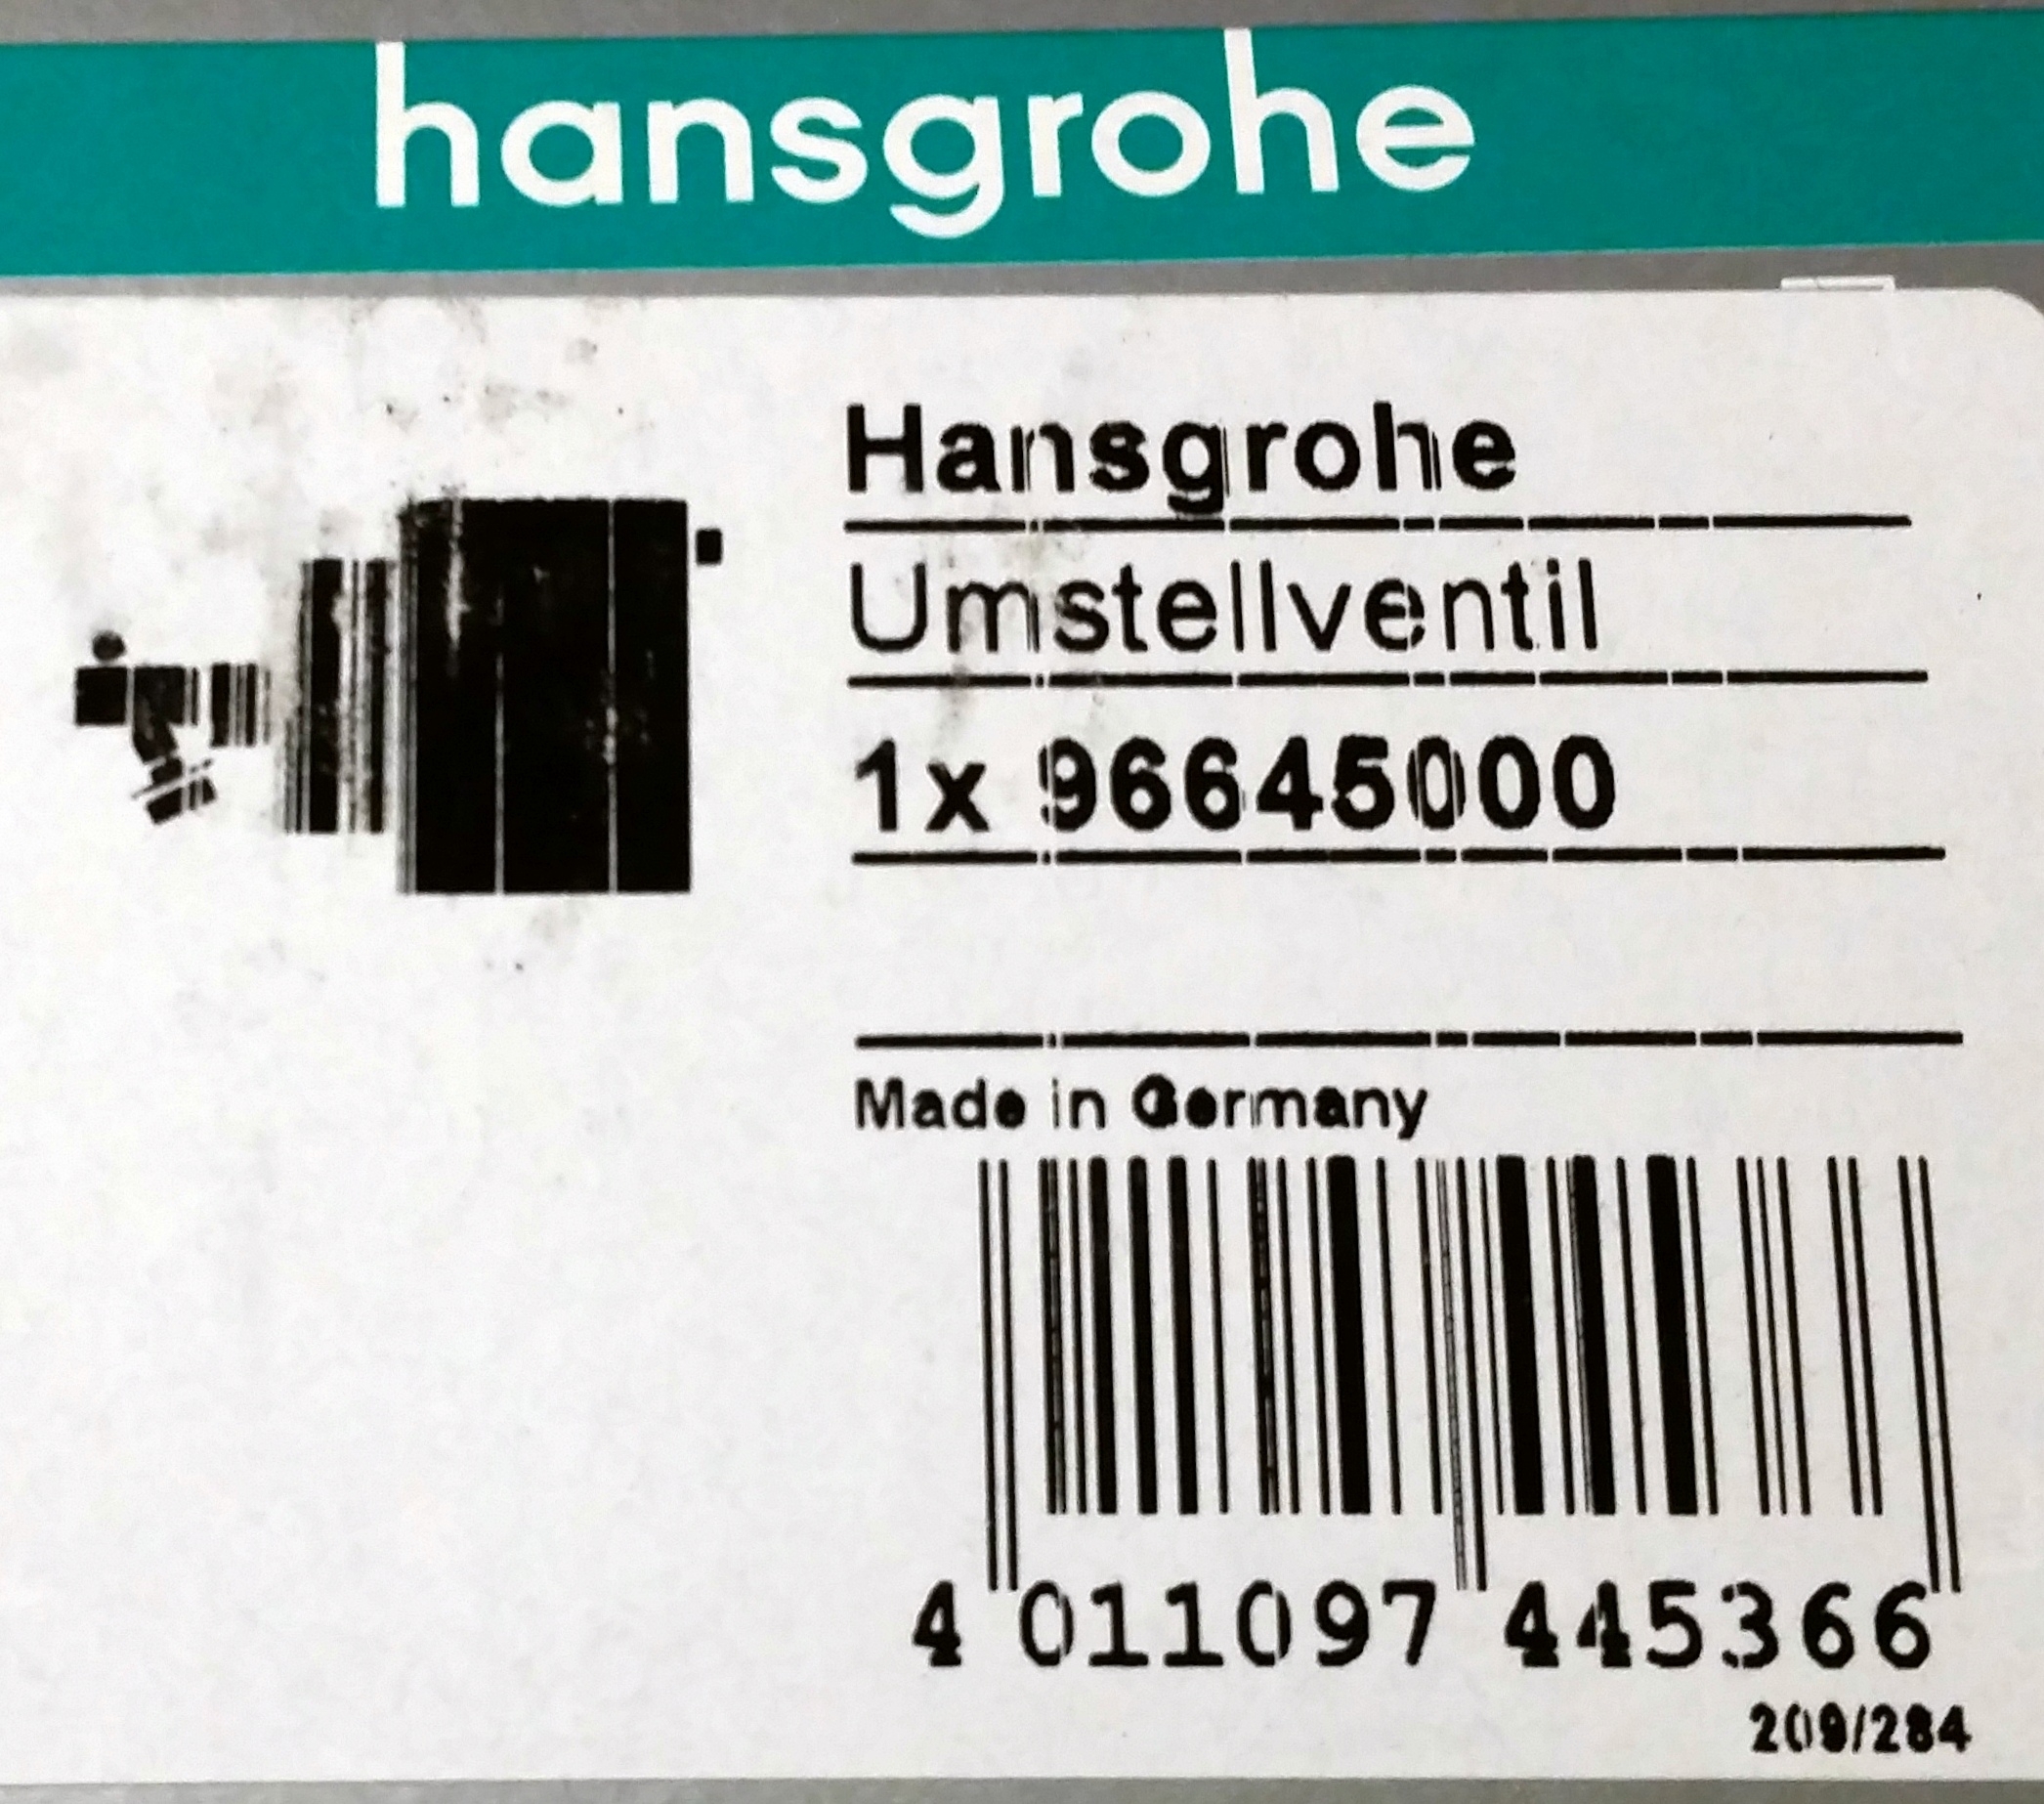 hansgrohe
Hansgrohe
Umstellventil
1x 96645000
Made in Germany
4 011097 445366
209/284